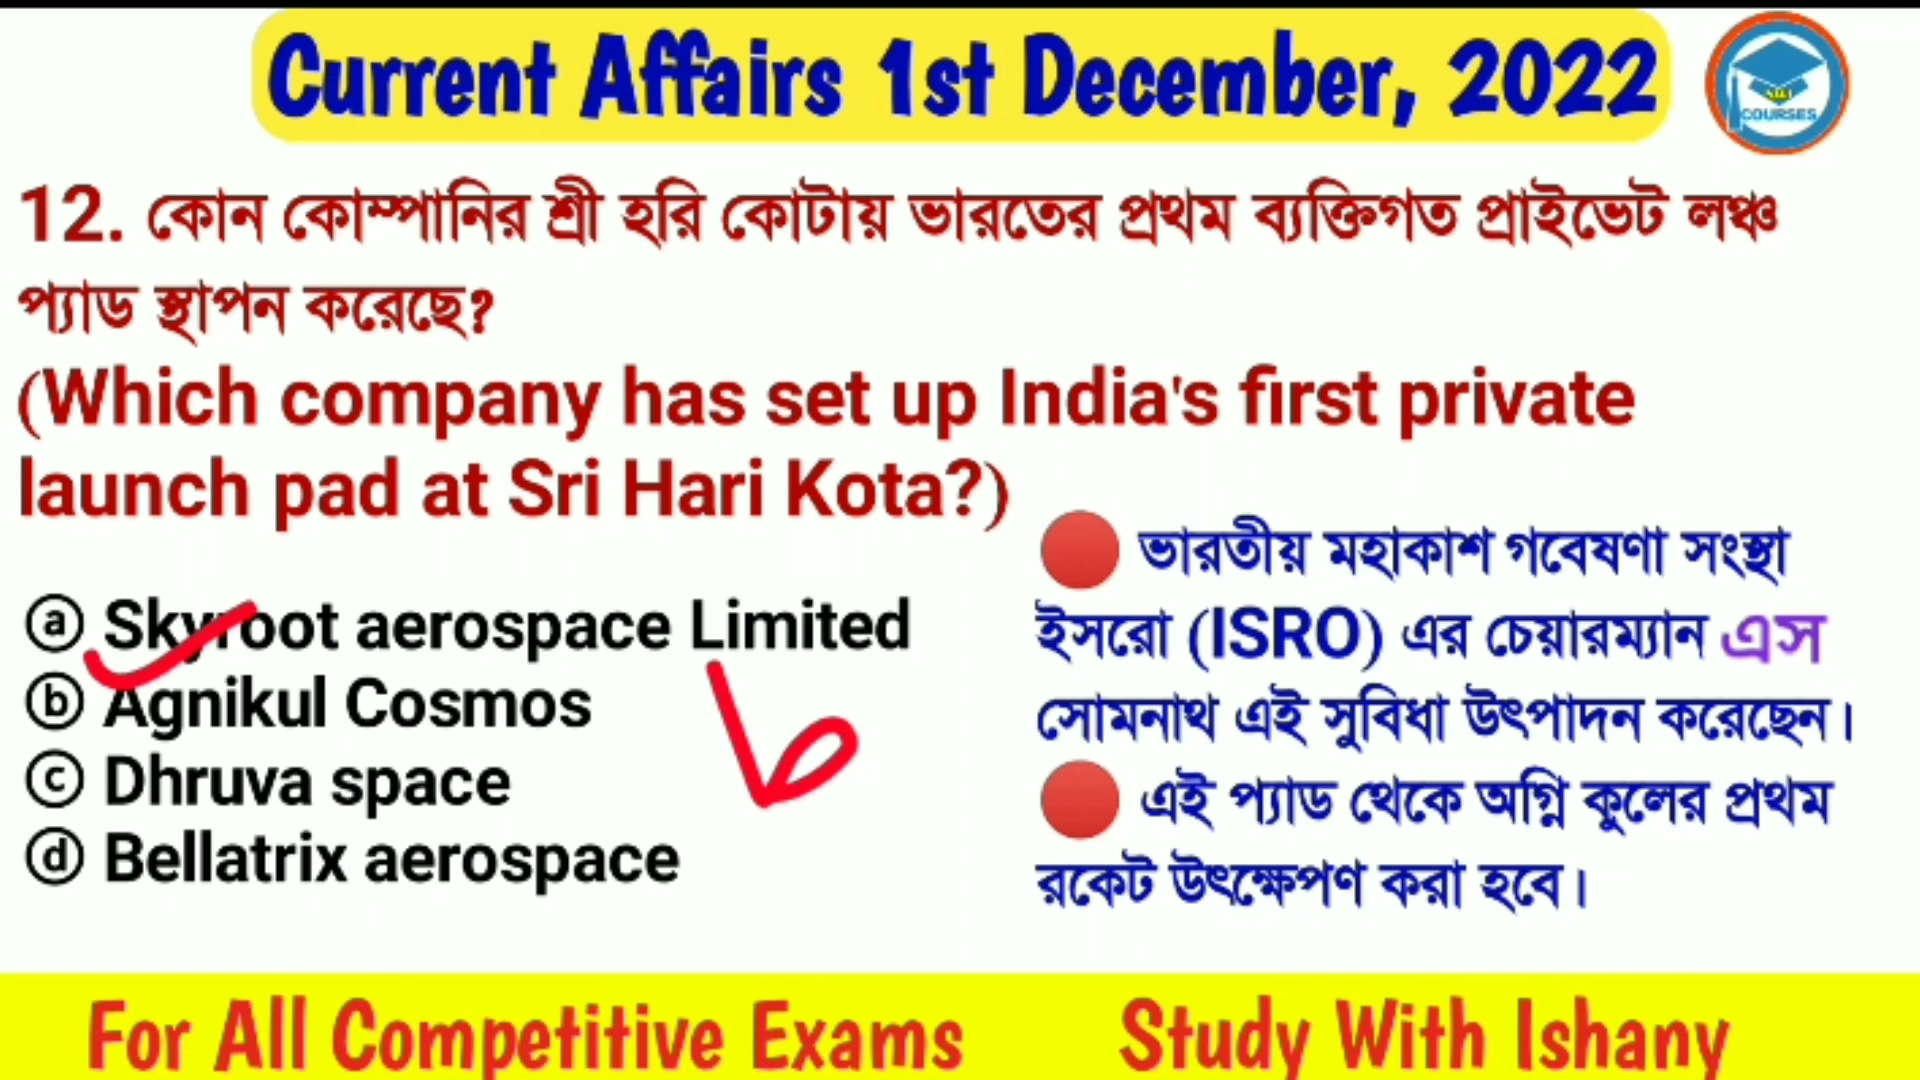 Current Affairs 1st December, 2022
COURSES
12. কোন কোম্পানির শ্রী হরি কোটায় ভারতের প্রথম ব্যক্তিগত প্রাইভেট লঞ্চ
প্যাড স্থাপন করেছে?
(Which company has set up India's first private
launch pad at Sri Hari Kota?)
ⓐ Skyroot aerospace Limited
ⓑ Agnikul Cosmos
ⓒ Dhruva space
ⓓ Bellatrix aerospace
b
🔴 ভারতীয় মহাকাশ গবেষণা সংস্থা
ইসরো (ISRO) এর চেয়ারম্যান এস
সোমনাথ এই সুবিধা উৎপাদন করেছেন।
🔴 এই প্যাড থেকে অগ্নি কুলের প্রথম
রকেট উৎক্ষেপণ করা হবে।
For All Competitive Exams
Study With Ishany